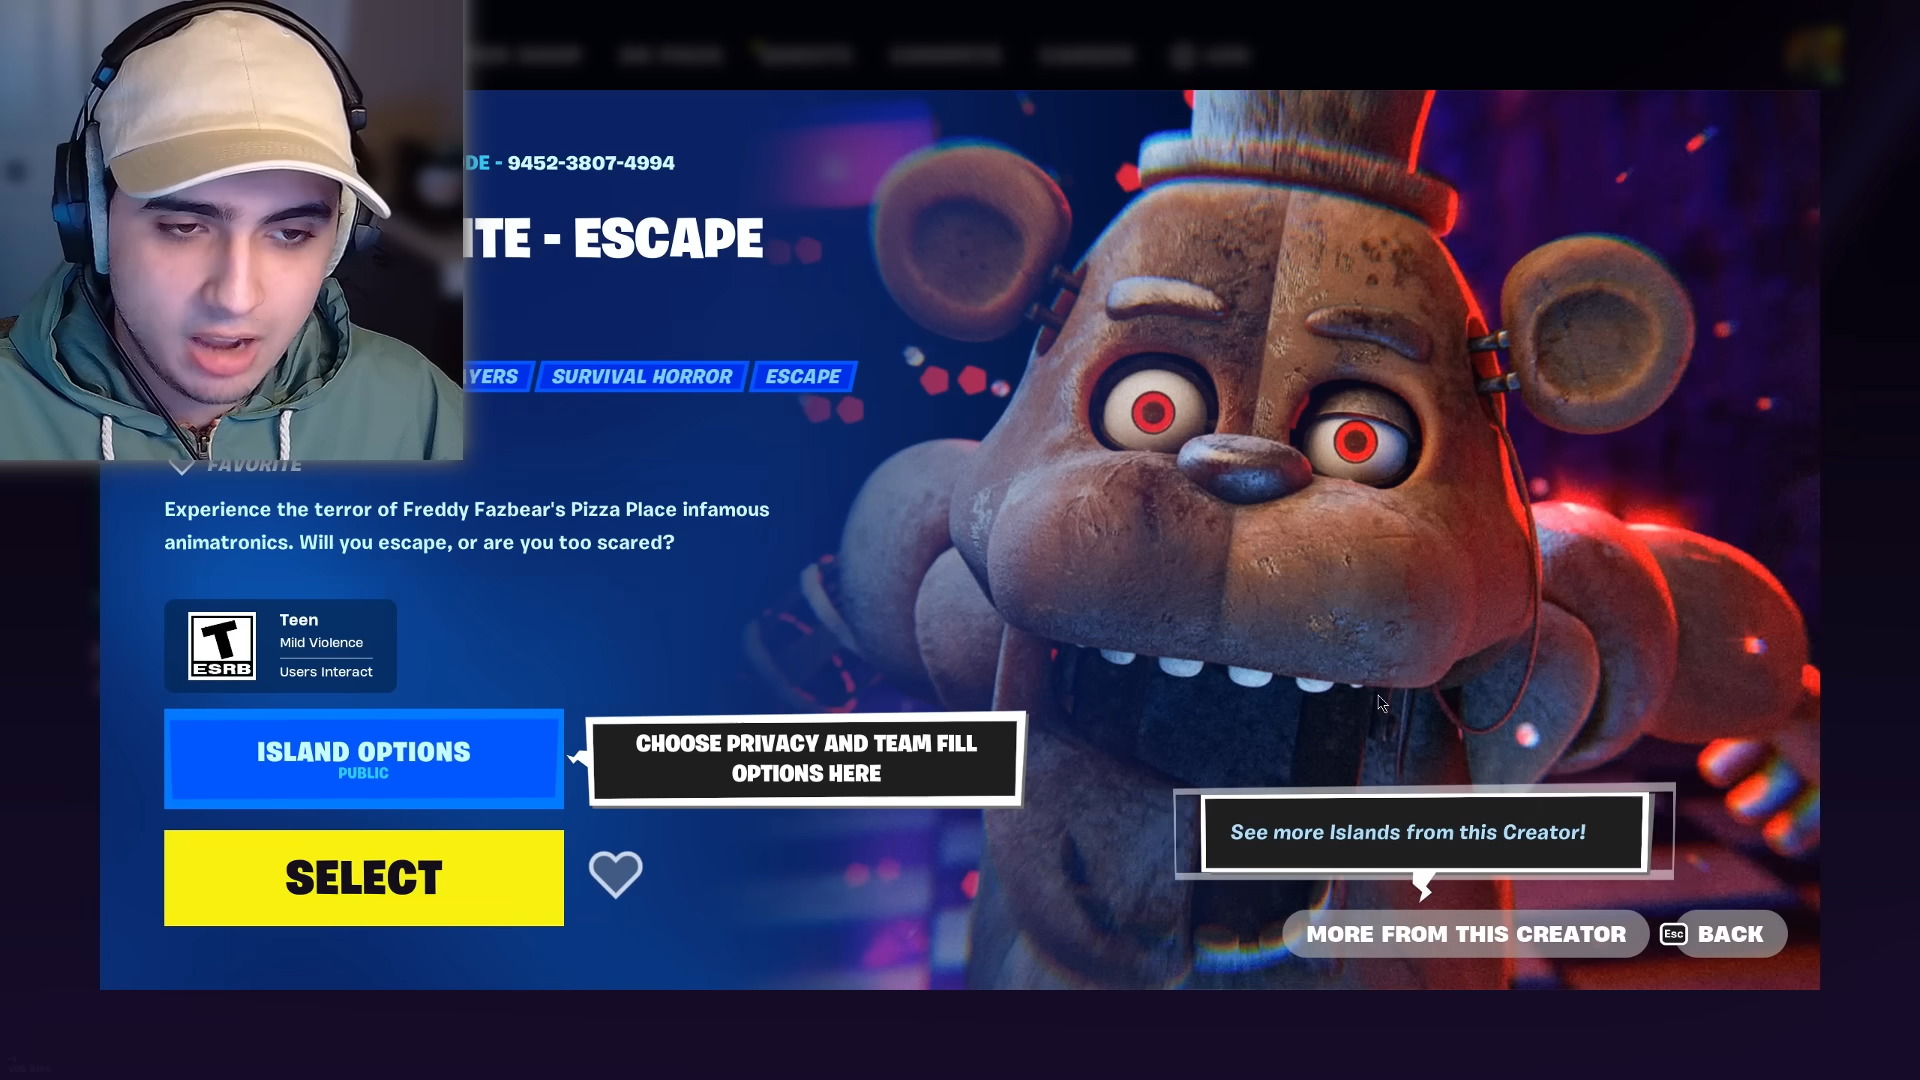 DE - 9452-3807-4994
ITE - ESCAPE
YERS SURVIVAL HORROR ESCAPE
FAVORITE
Experience the terror of Freddy Fazbear's Pizza Place infamous
animatronics. Will you escape, or are you too scared?
T
ESRB
Teen
Mild Violence
Users Interact
ISLAND OPTIONS
PUBLIC
CHOOSE PRIVACY AND TEAM FILL
OPTIONS HERE
SELECT
See more Islands from this Creator!
MORE FROM THIS CREATOR
Esc BACK